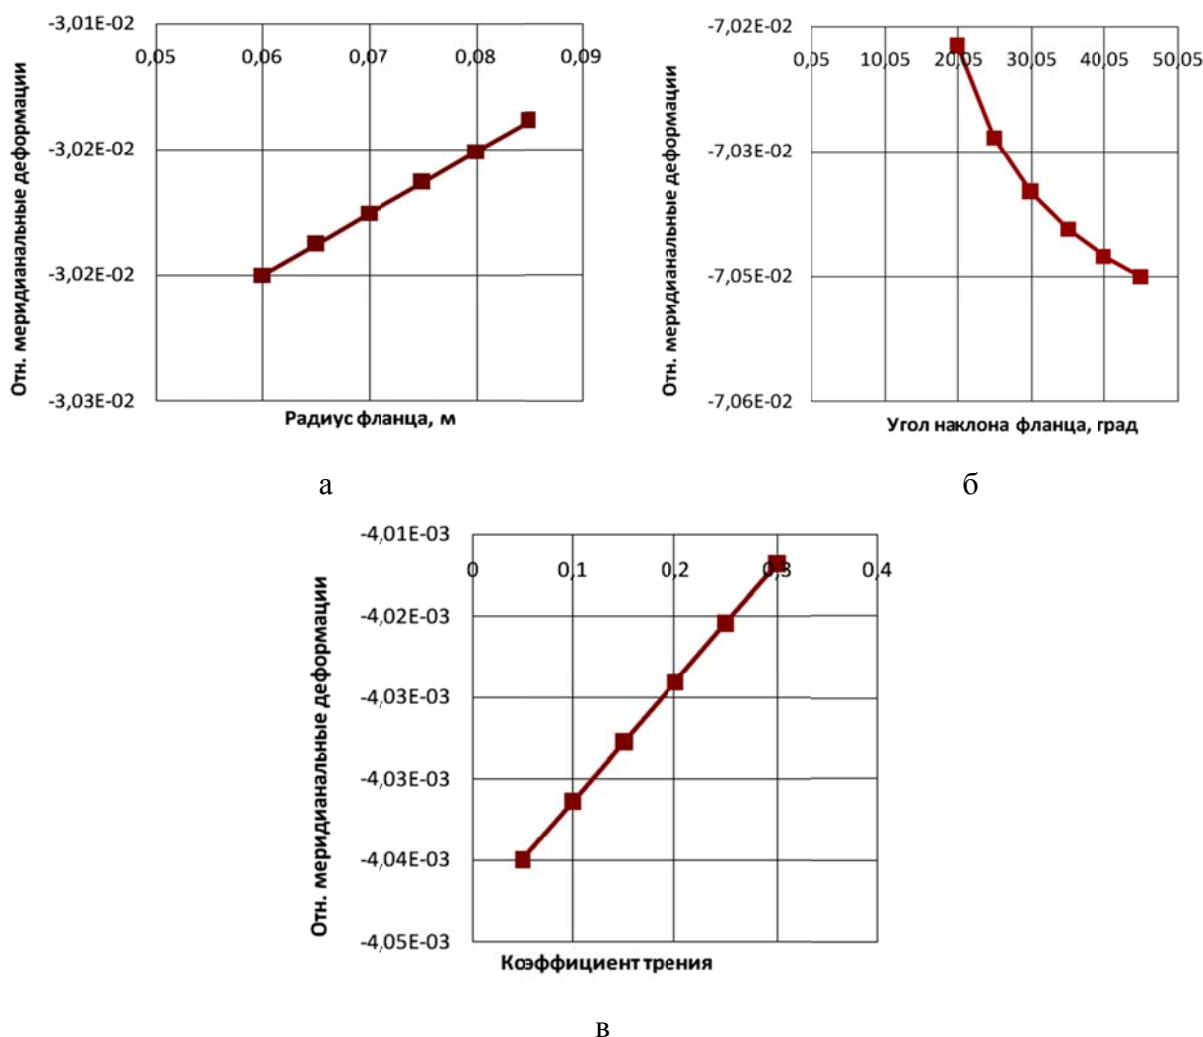 Отн. меридианальные деформации
-3,01E-02
0,05 0,06 0,07 0,08 0,09
-3,02E-02
-3,02E-02
-3,03E-02
Радиус фланца, м
а
Отн. меридианальные деформации
-7,02E-02
0,05 10,05 20,05 30,05 40,05 50,05
-7,03E-02
-7,05E-02
-7,06E-02
Угол наклона фланца, град
б
Отн. меридианальные деформации
-4,01E-03
0 0,1 0,2 0,3 0,4
-4,02E-03
-4,03E-03
-4,03E-03
-4,04E-03
-4,05E-03
Коэффициент трения
в